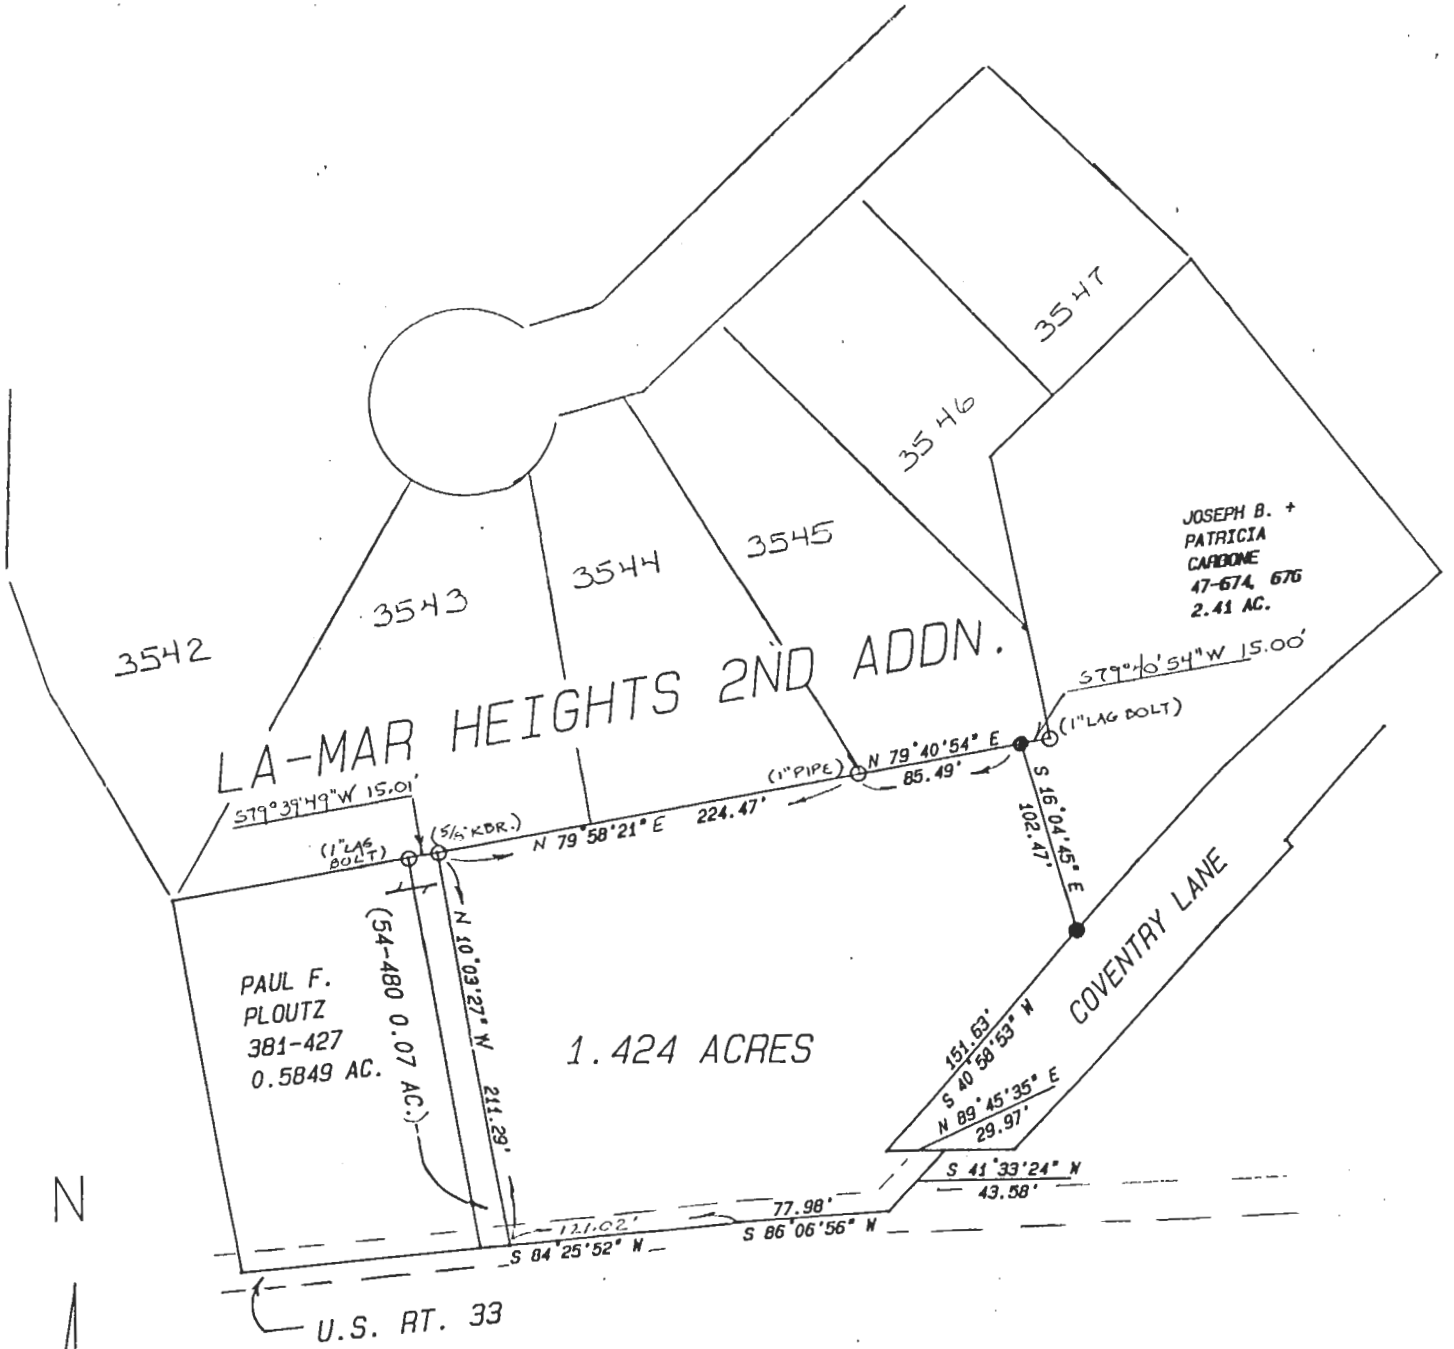 3547
3546
JOSEPH B. +
PATRICIA
CARBONE
47-674, 676
2.41 AC.
3545
3544
3543
3542
LA-MAR HEIGHTS 2ND ADDN.
S79°40'54"W 15.00'
(1"LAG BOLT)
N 79°40'54" E
85.49'
(1"PIPE)
S79°39'49"W 15.01'
(1"LAG
BOLT)
N 79°58'21" E
224.47'
S 16°04'45" E
102.47'
N 10°03'27" W
211.29'
(54-480 0.07 AC.)
PAUL F.
PLOUTZ
381-427
0.5849 AC.
1.424 ACRES
COVENTRY LANE
151.63'
S 40°58'53" W
N 89°45'35" E
29.97'
S 41°33'24" W
43.58'
77.98'
S 86°06'56" W
121.02'
S 84°25'52" W
N
U.S. RT. 33